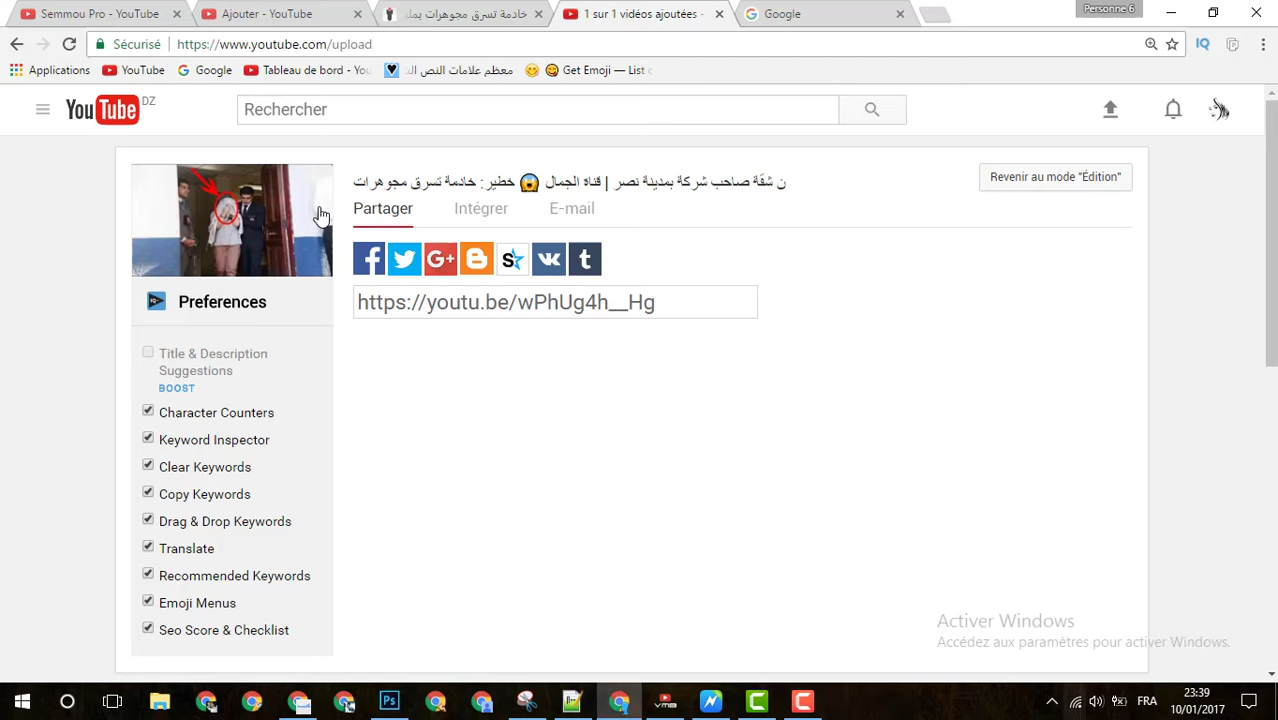 Semmou Pro - YouTube
Ajouter - YouTube
خادمة تسرق مجوهرات بما
1 sur 1 vidéos ajoutées -
Google
Personne 6
Sécurisé
https://www.youtube.com/upload
IQ
Applications
YouTube
Google
Tableau de bord - You
معظم علامات النص الد
Get Emoji — List c
YouTube DZ
Rechercher
ن شقة صاحب شركة بمدينة نصر | قناة الجمال 😱 خطير: خادمة تسرق مجوهرات
Revenir au mode "Édition"
Partager
Intégrer
E-mail
https://youtu.be/wPhUg4h__Hg
Preferences
Title & Description
Suggestions
BOOST
Character Counters
Keyword Inspector
Clear Keywords
Copy Keywords
Drag & Drop Keywords
Translate
Recommended Keywords
Emoji Menus
Seo Score & Checklist
Activer Windows
Accédez aux paramètres pour activer Windows.
FRA
23:39
10/01/2017